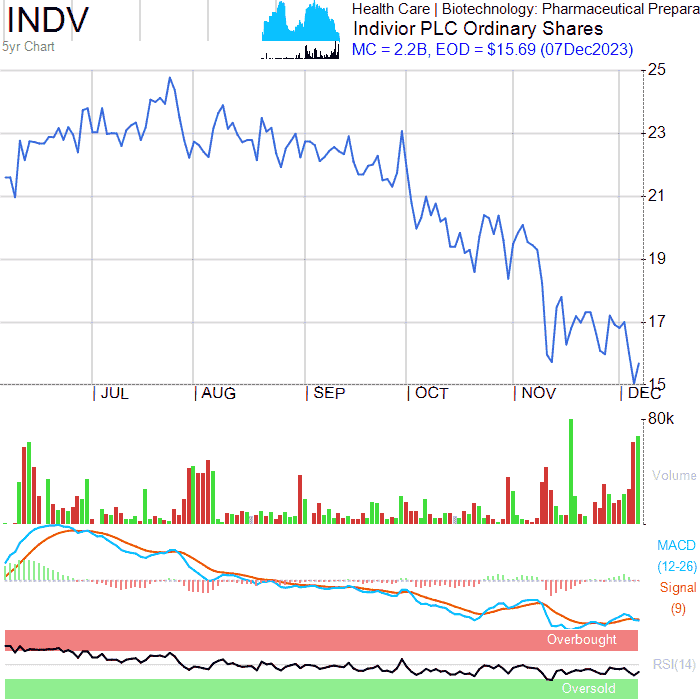 INDV
5yr Chart
Health Care | Biotechnology: Pharmaceutical Prepara
Indivior PLC Ordinary Shares
MC = 2.2B, EOD = $15.69 (07Dec2023)
25
23
21
19
17
15
JUL AUG SEP OCT NOV DEC
80k
Volume
MACD
(12-26)
Signal
(9)
Overbought
RSI(14)
Oversold